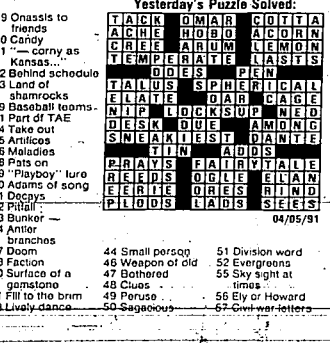 Yesterday's Puzzle Solved:
9 Onassis to
friends
0 Candy
1 "— corny as
Kansas..."
2 Behind schedule
3 Land of
shamrocks
9 Baseball teams
1 Part of TAE
4 Take out
5 Artifices
6 Maladies
8 Pats on
9 "Playboy" lure
0 Adams of song
1 Decays
2 Pitfall
3 Bunker —
4 Antler
branches
7 Doom
8 Faction
0 Surface of a
gemstone
1 Fill to the brim
3 Lively dance
TACK OMAR COTTA
ACHE HOBO ACORN
CREE ARUM LEMON
TEMPERATE LASTS
DOES PEN
TALUS SPHERICAL
ELATE OAR CAGE
NIP LOCKSUP NED
DESK DUE AMONG
SNEAKIEST DANTE
TIN ADDS
PRAYS FAIRYTALE
REEDS OGLE ELAN
EERIE ORES RIND
PLODS LADS SEES
04/05/91
44 Small person
46 Weapon of old
47 Bothered
48 Clues
49 Peruse
50 Sagacious
51 Division word
52 Evergreens
55 Sky sight at
times
56 Ely or Howard
57 Civil war letters